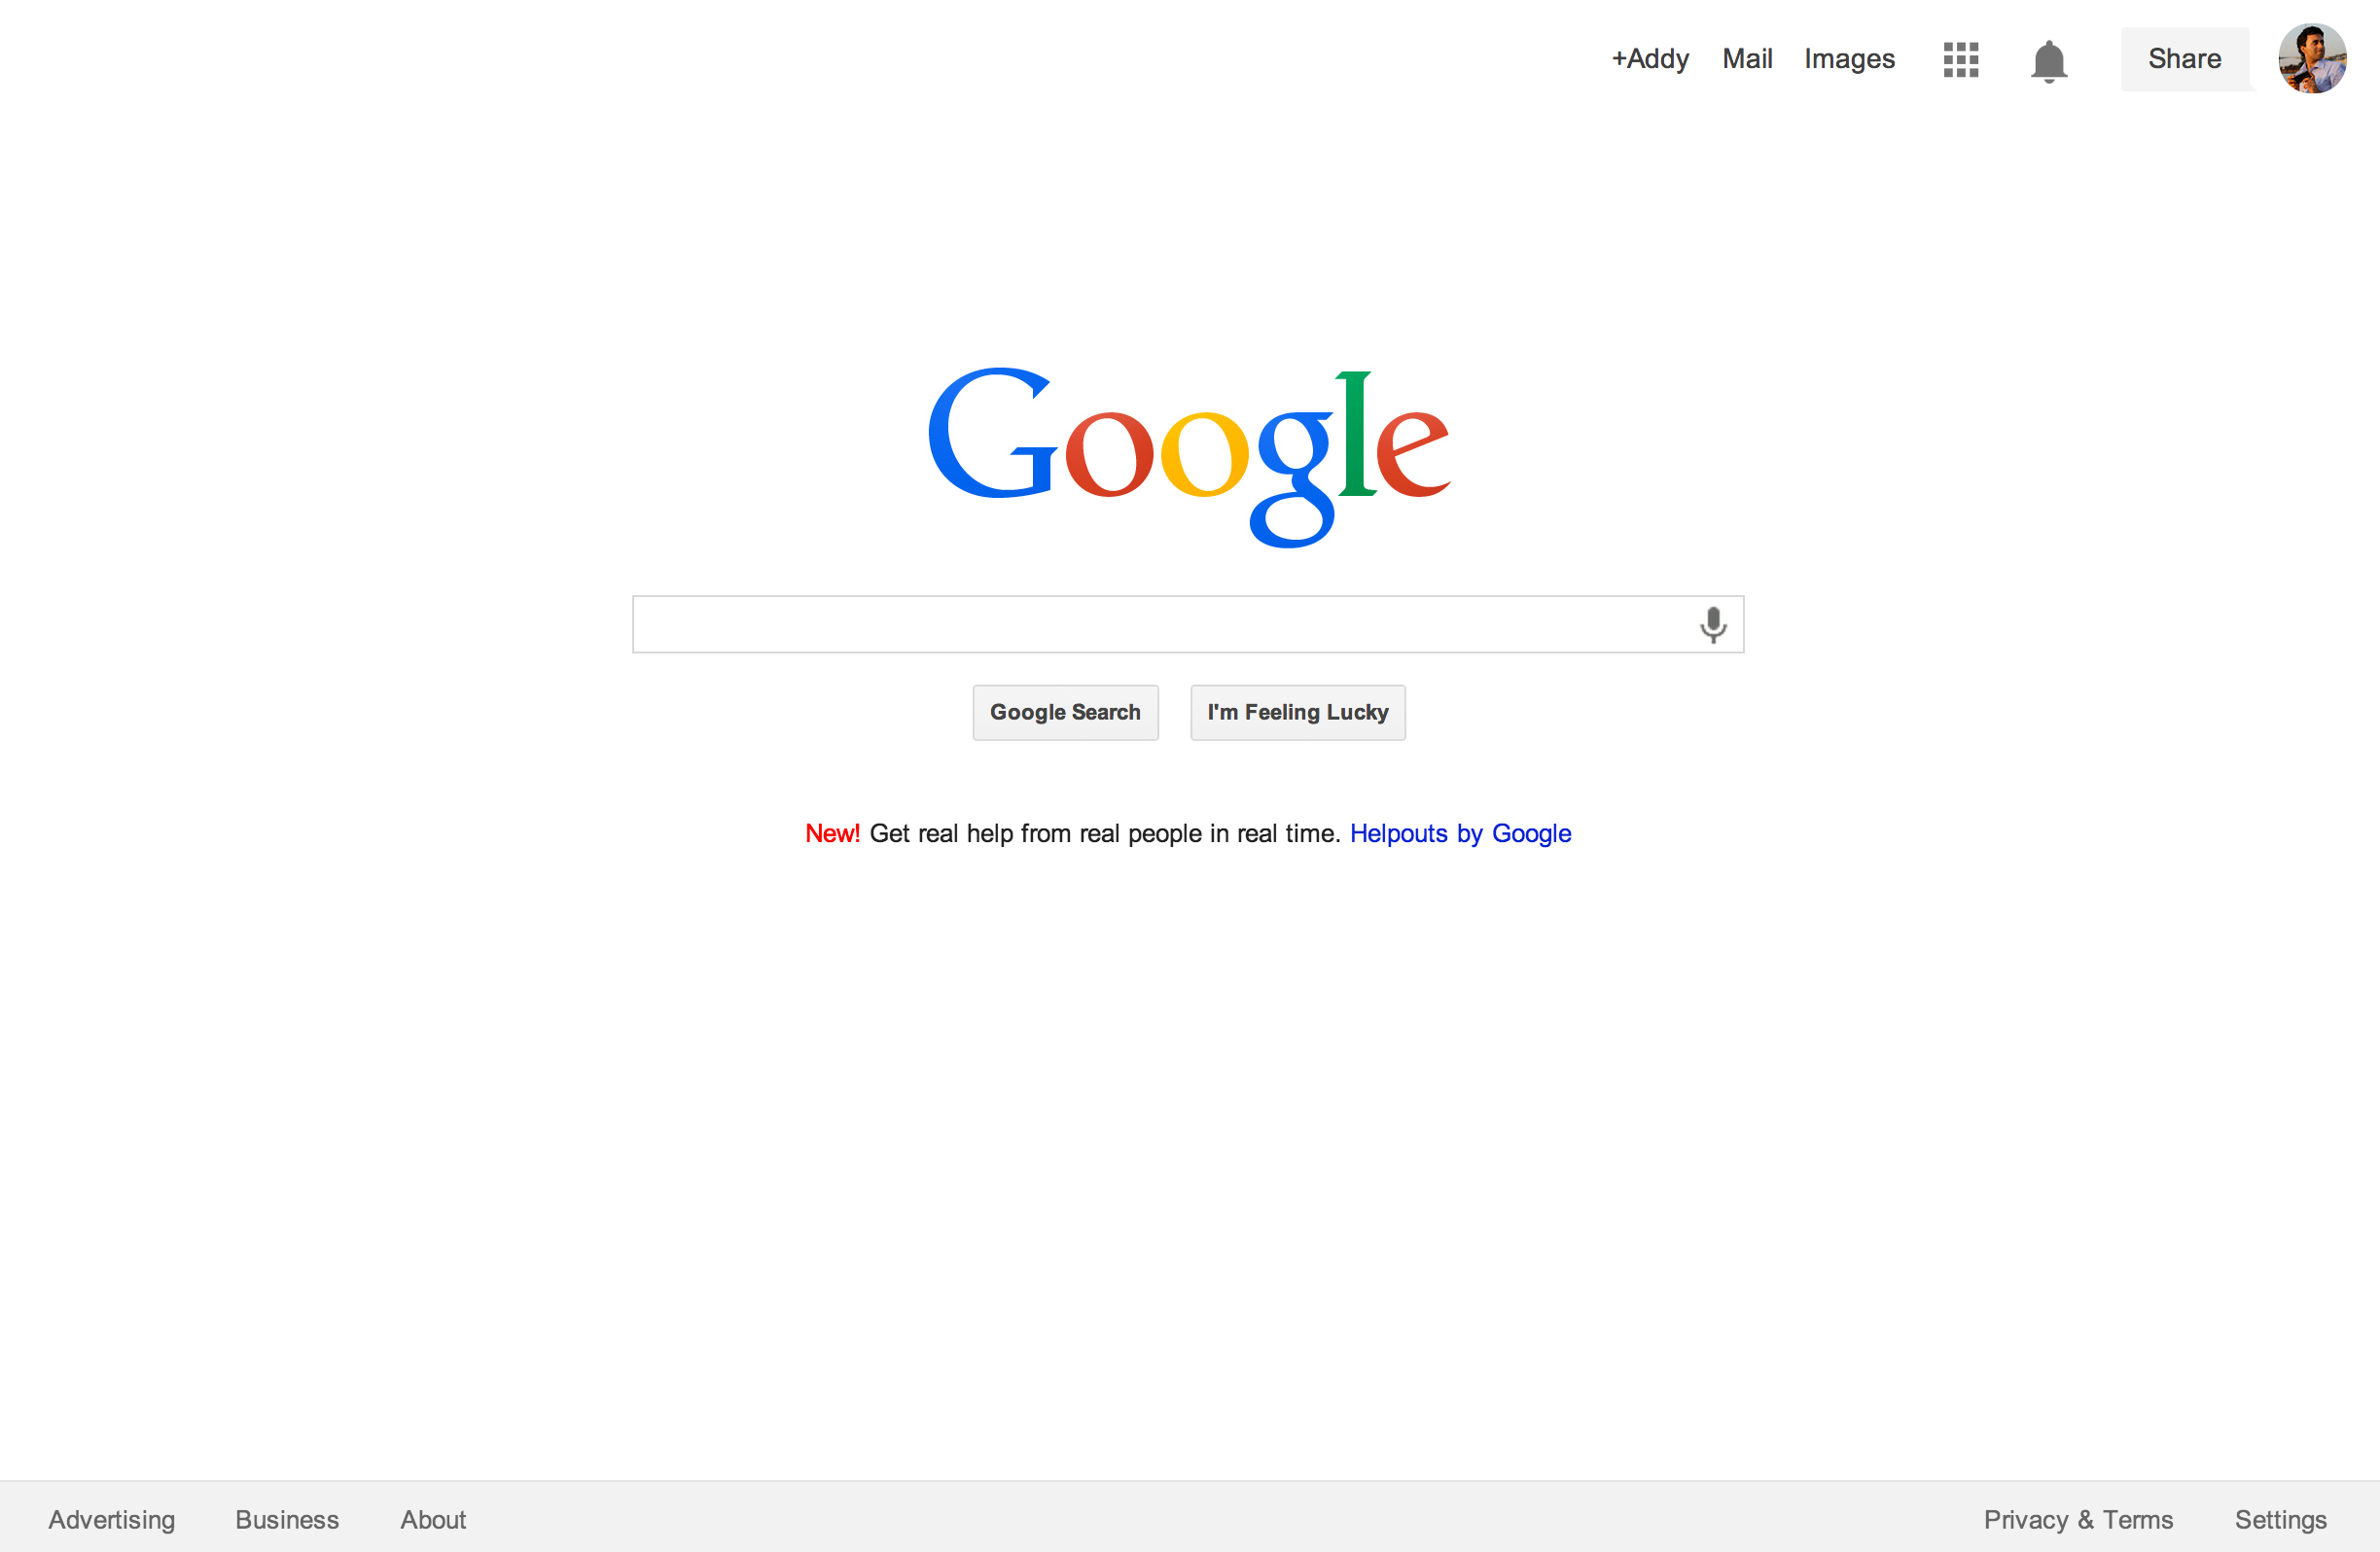 +Addy Mail Images Share
Google
Google Search I'm Feeling Lucky
New! Get real help from real people in real time. Helpouts by Google
Advertising Business About Privacy & Terms Settings